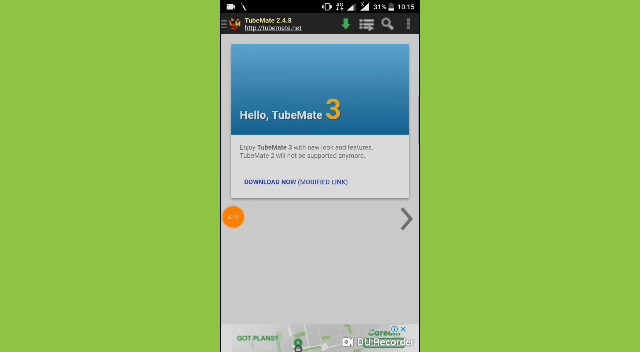 31% 10:15
TubeMate 2.4.8
http://tubemate.net
Hello, TubeMate 3
Enjoy TubeMate 3 with new look and features.
TubeMate 2 will not be supported anymore.
DOWNLOAD NOW (MODIFIED LINK)
GOT PLANS?
DU Recorder